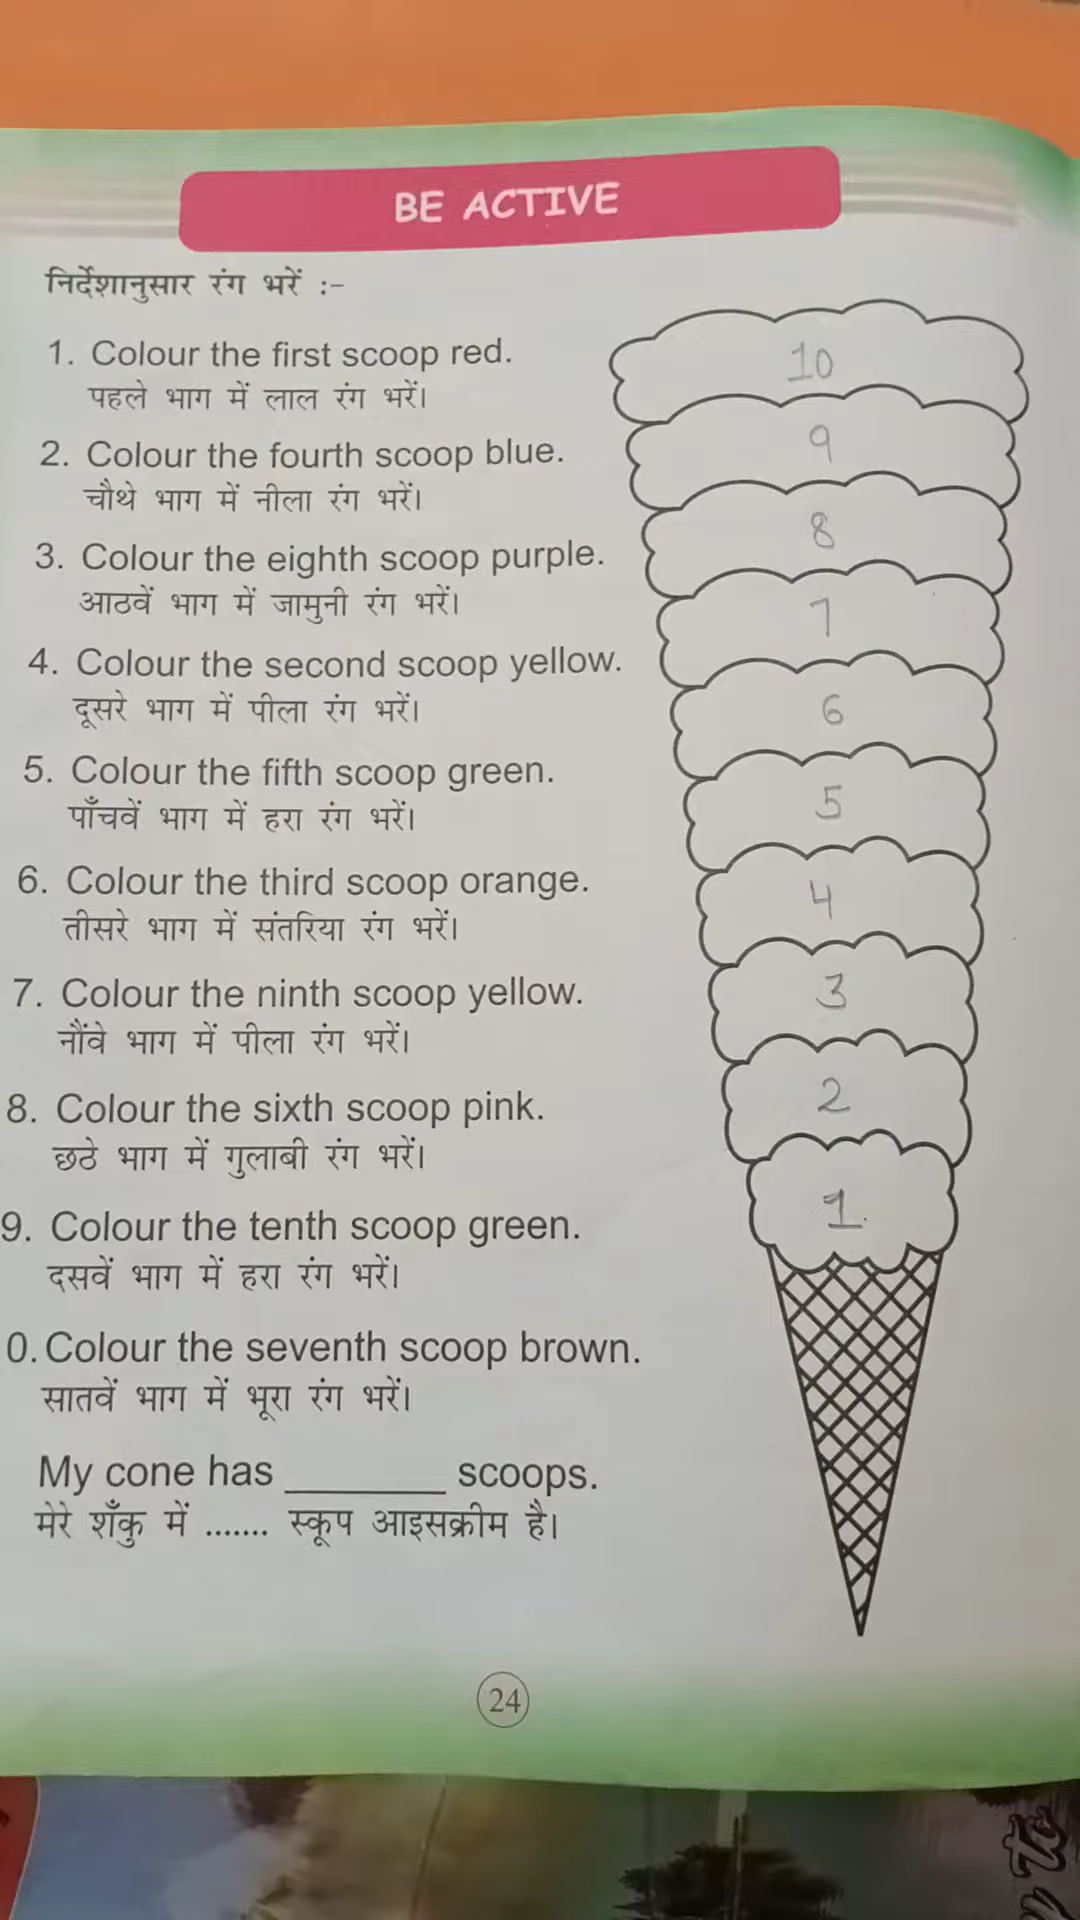 BE ACTIVE
निर्देशानुसार रंग भरें :-
1. Colour the first scoop red.
पहले भाग में लाल रंग भरें।
2. Colour the fourth scoop blue.
चौथे भाग में नीला रंग भरें।
3. Colour the eighth scoop purple.
आठवें भाग में जामुनी रंग भरें।
4. Colour the second scoop yellow.
दूसरे भाग में पीला रंग भरें।
5. Colour the fifth scoop green.
पाँचवें भाग में हरा रंग भरें।
6. Colour the third scoop orange.
तीसरे भाग में संतरिया रंग भरें।
7. Colour the ninth scoop yellow.
नौंवे भाग में पीला रंग भरें।
8. Colour the sixth scoop pink.
छठे भाग में गुलाबी रंग भरें।
9. Colour the tenth scoop green.
दसवें भाग में हरा रंग भरें।
0. Colour the seventh scoop brown.
सातवें भाग में भूरा रंग भरें।
My cone has ________ scoops.
मेरे शँकु में ....... स्कूप आइसक्रीम है।
10
9
8
7
6
5
4
3
2
1
24